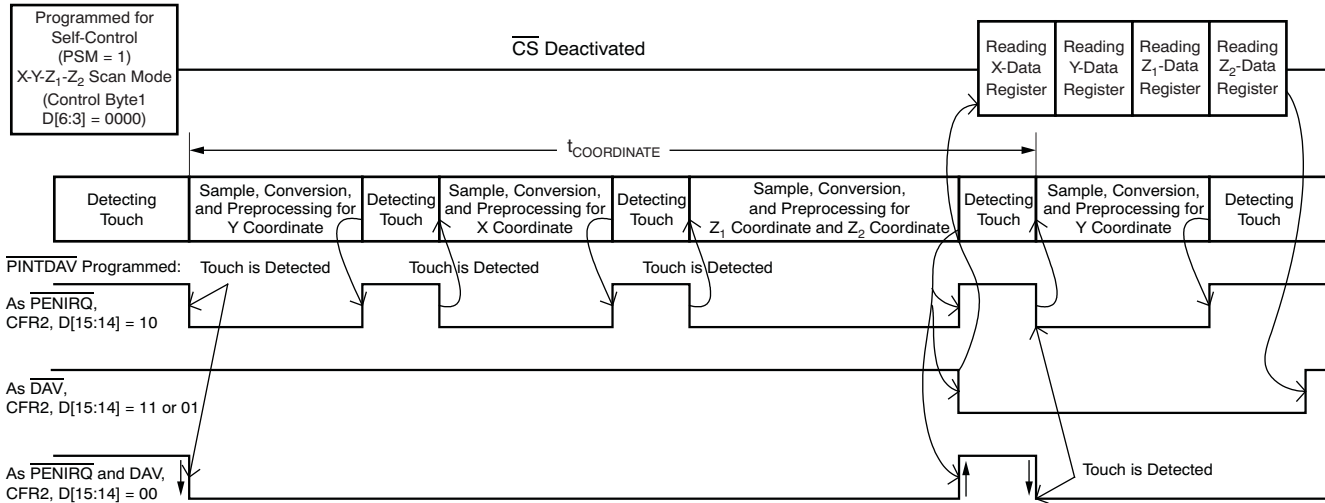 Programmed for
Self-Control
(PSM = 1)
X-Y-Z1-Z2 Scan Mode
(Control Byte1
D[6:3] = 0000)
CS Deactivated
Reading
X-Data
Register
Reading
Y-Data
Register
Reading
Z1-Data
Register
Reading
Z2-Data
Register
tCOORDINATE
Detecting
Touch
Sample, Conversion,
and Preprocessing for
Y Coordinate
Detecting
Touch
Sample, Conversion,
and Preprocessing for
X Coordinate
Detecting
Touch
Sample, Conversion,
and Preprocessing for
Z1 Coordinate and Z2 Coordinate
Detecting
Touch
Sample, Conversion,
and Preprocessing for
Y Coordinate
Detecting
Touch
PINTDAV Programmed:
Touch is Detected
Touch is Detected
Touch is Detected
As PENIRQ,
CFR2, D[15:14] = 10
As DAV,
CFR2, D[15:14] = 11 or 01
As PENIRQ and DAV,
CFR2, D[15:14] = 00
Touch is Detected